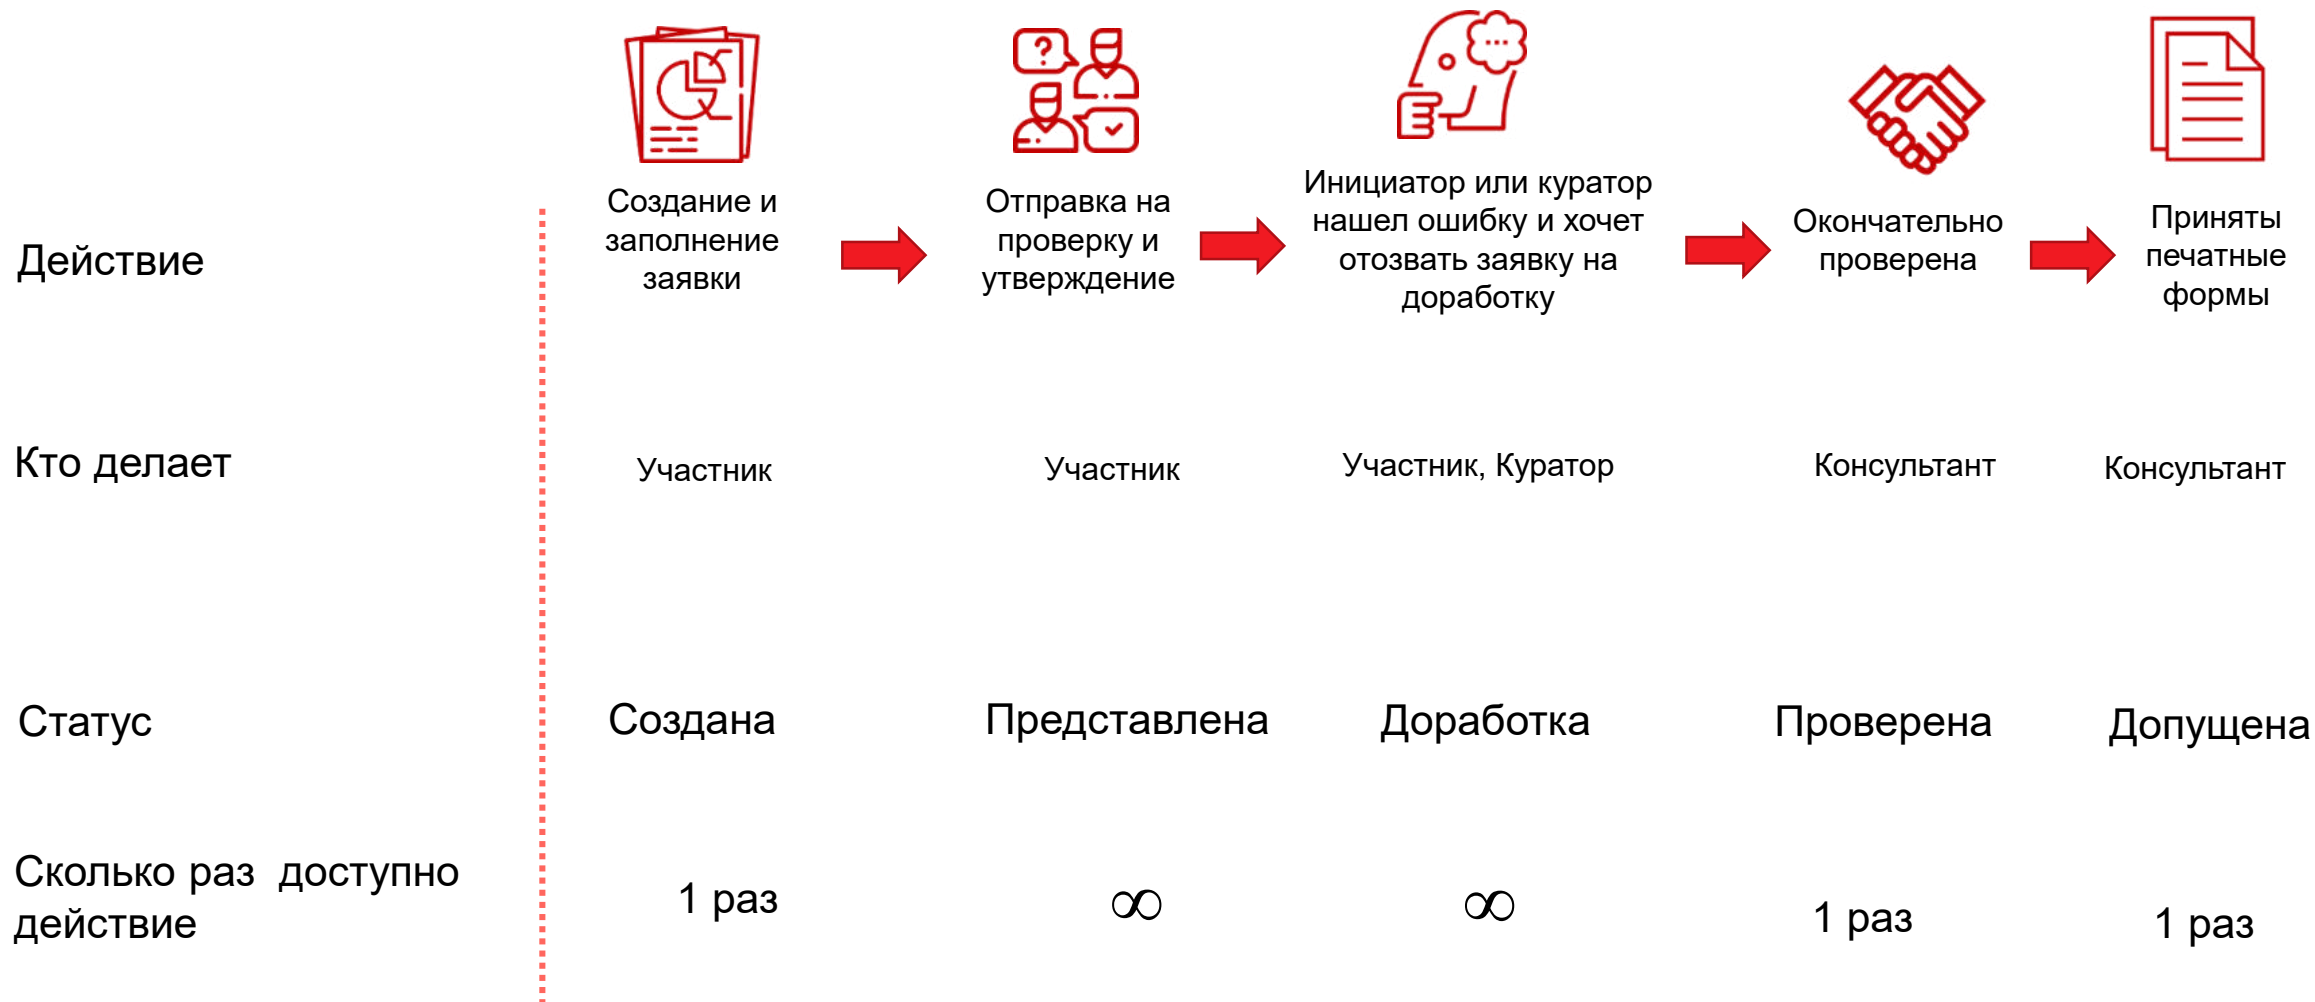 Действие
Создание и
заполнение
заявки
Отправка на
проверку и
утверждение
Инициатор или куратор
нашел ошибку и хочет
отозвать заявку на
доработку
Окончательно
проверена
Приняты
печатные
формы
Кто делает
Участник
Участник
Участник, Куратор
Консультант
Консультант
Статус
Создана
Представлена
Доработка
Проверена
Допущена
Сколько раз  доступно
действие
1 раз
∞
∞
1 раз
1 раз